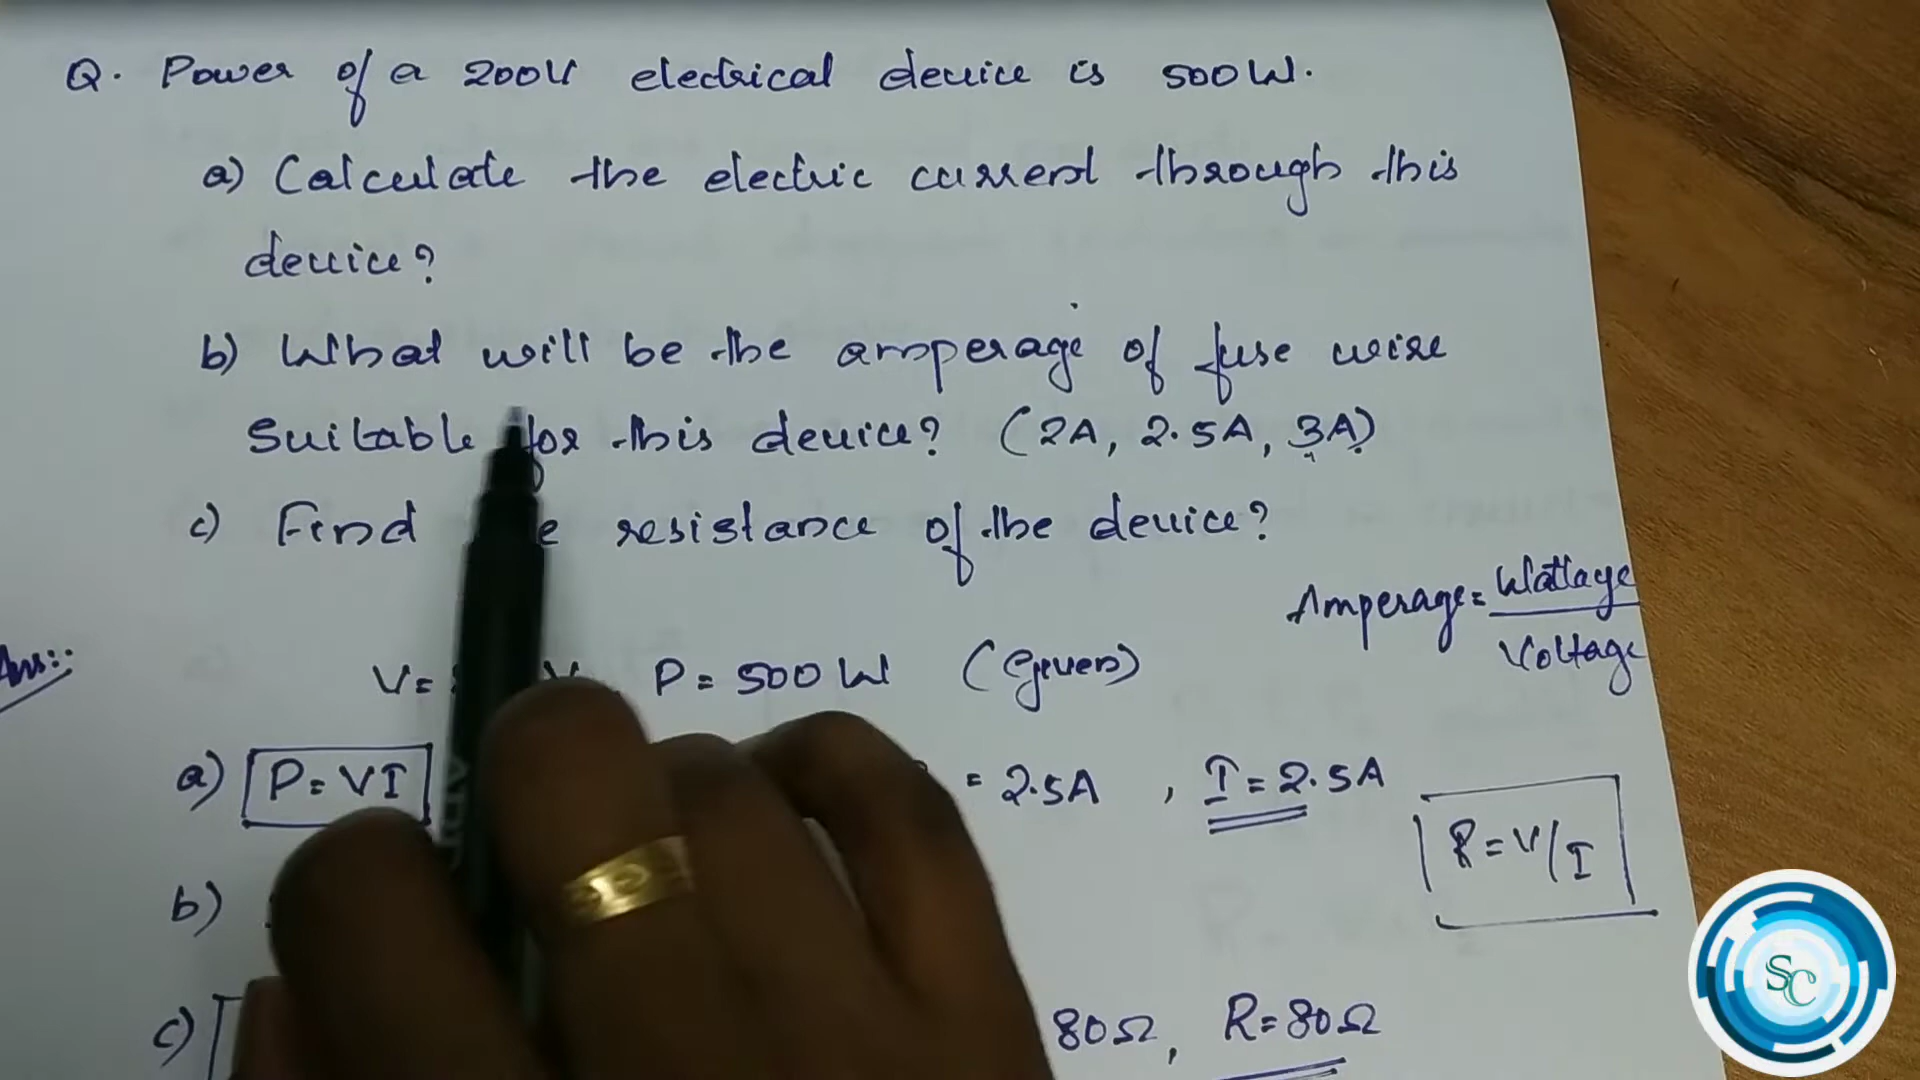 Q. Power of a 200V electrical device is 500W.
a) Calculate the electric current through this
device?
b) What will be the amperage of fuse wire
Suitable for this device? (2A, 2.5A, 3A)
c) Find resistance of the device?
Amperage = Wattage
Voltage
Ans:-
V= V P = 500W (Given)
a) P = VI = 2.5A , I = 2.5A
R = V/I
b)
c) 80Ω, R = 80Ω
SC